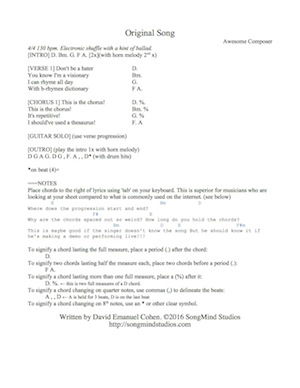 Original Song
Awesome Composer
4/4 130 bpm. Electronic shuffle with a hint of ballad.
[INTRO] D. Bm. G. F A. [2x](with horn melody 2nd x)
[VERSE 1] Don't be a hater D.
You know I'm a visionary Bm.
I can rhyme all day G.
With b-rhymes dictionary F A.
[CHORUS 1] This is the chorus! D. %.
This is the chorus! Bm. %
It's repetitive! G. %
I should've used a thesaurus! F A.
[GUITAR SOLO] (use verse progression)
[OUTRO] (play the intro 1x with horn melody)
D G A G. D G , F. A , , D* (with drum hits)
*on beat (4)+
~~~NOTES
Place chords to the right of lyrics using 'tab' on your keyboard. This is superior for musicians who are
looking at your sheet compared to what is commonly used on the internet. (see below)
G Em D
Where does the progression start and end?
F# G
Why are the chords spaced out so weird? How long do you hold the chords?
D Em G D F#m
This is maybe good if the singer doesn't know the song But he should know it if
he's making a demo or performing live!!!
To signify a chord lasting the full measure, place a period (.) after the chord:
D.
To signify two chords lasting half the measure each, place two chords before a period (.):
F A.
To signify a chord lasting more than one full measure, place a (%) after it:
D. % ← this is two full measures of a D chord.
To signify a chord changing on quarter notes, use commas (,) to delineate the beats:
A , , D ← A is held for 3 beats, D is on the last beat
To signify a chord changing on 8th notes, use an * or other clear symbol.
Written by David Emanuel Cohen. ©2016 SongMind Studios
http://songmindstudios.com